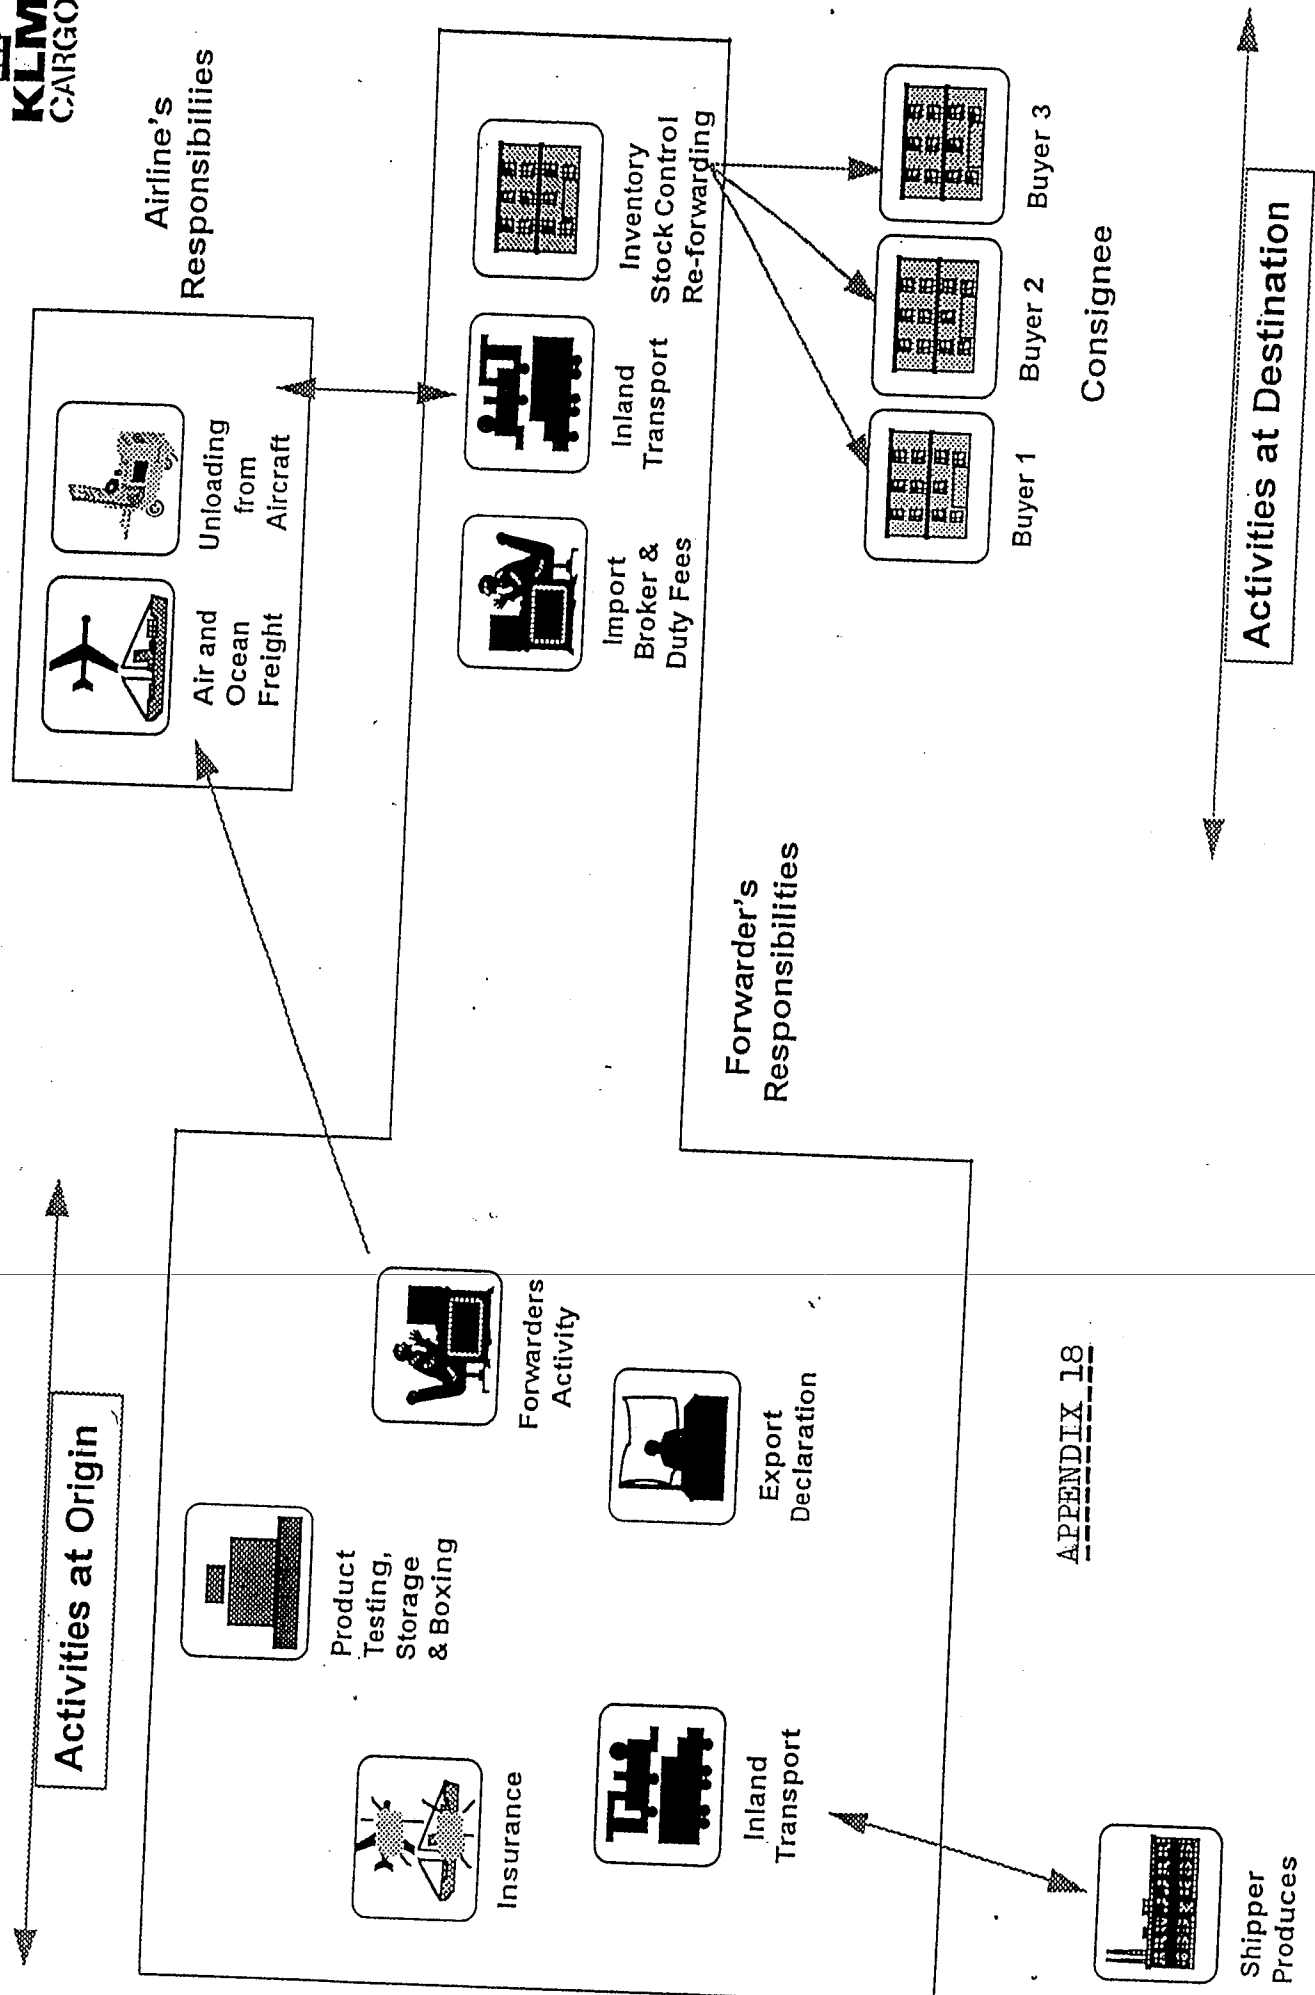 KLM
CARGO
Activities at Origin
Airline's
Responsibiliies
Air and
Ocean
Freight
Unloading
from
Aircraft
Product
Testing,
Storage
& Boxing
Insurance
Forwarders
Activity
Import
Broker &
Duty Fees
Inland
Transport
Inventory
Stock Control
Re-forwarding
Inland
Transport
Export
Declaration
Forwarder's
Responsibilities
Buyer 1
Buyer 2
Buyer 3
Consignee
Shipper
Produces
APPENDIX 18
Activities at Destination